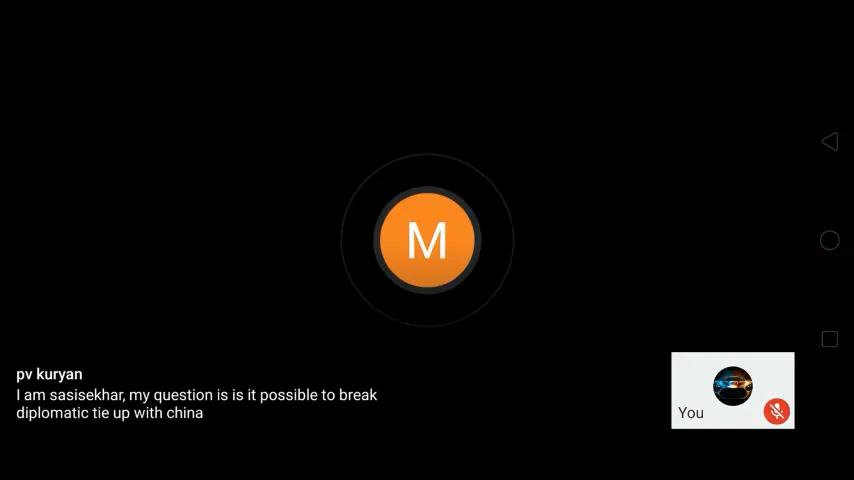 M
pv kuryan
I am sasisekhar, my question is is it possible to break
diplomatic tie up with china
You